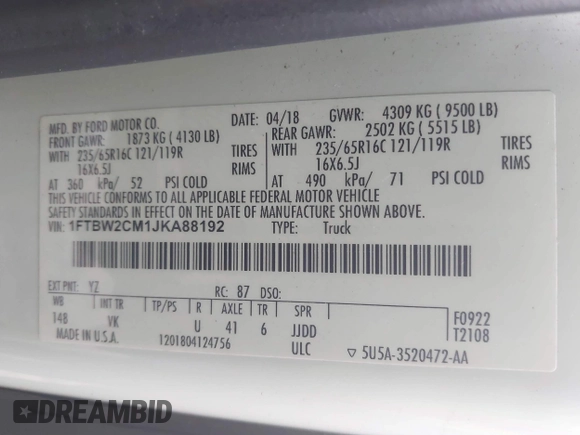 MFD. BY FORD MOTOR CO. DATE: 04/18 GVWR: 4309 KG ( 9500 LB)
FRONT GAWR: 1873 KG ( 4130 LB) REAR GAWR: 2502 KG ( 5515 LB)
WITH 235/65R16C 121/119R TIRES WITH 235/65R16C 121/119R TIRES
16X6.5J RIMS 16X6.5J RIMS
AT 360 kPa/ 52 PSI COLD AT 490 kPa/ 71 PSI COLD
THIS VEHICLE CONFORMS TO ALL APPLICABLE FEDERAL MOTOR VEHICLE
SAFETY STANDARDS IN EFFECT ON THE DATE OF MANUFACTURE SHOWN ABOVE.
VIN: 1FTBW2CM1JKA88192 TYPE: Truck
EXT PNT: YZ RC: 87 DSO:
WB INT TR TP/PS R AXLE TR SPR F0922
148 VK U 41 6 JJDD T2108
MADE IN U.S.A. 1201804124756 ULC ▽ 5U5A-3520472-AA
DREAMBID